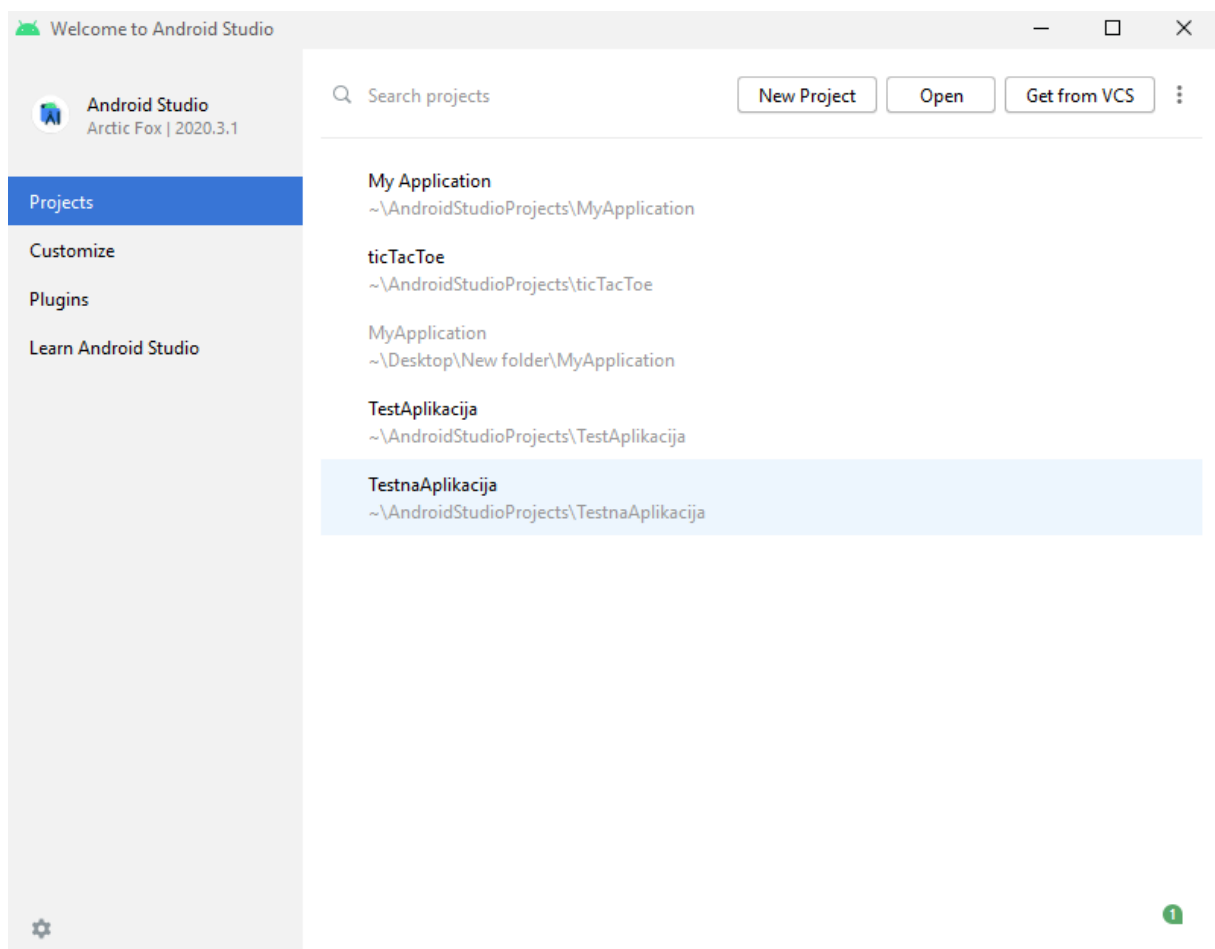 Welcome to Android Studio
Android Studio
Arctic Fox | 2020.3.1
Projects
Customize
Plugins
Learn Android Studio
Search projects
New Project
Open
Get from VCS
My Application
~\AndroidStudioProjects\MyApplication
ticTacToe
~\AndroidStudioProjects\ticTacToe
MyApplication
~\Desktop\New folder\MyApplication
TestAplikacija
~\AndroidStudioProjects\TestAplikacija
TestnaAplikacija
~\AndroidStudioProjects\TestnaAplikacija
1